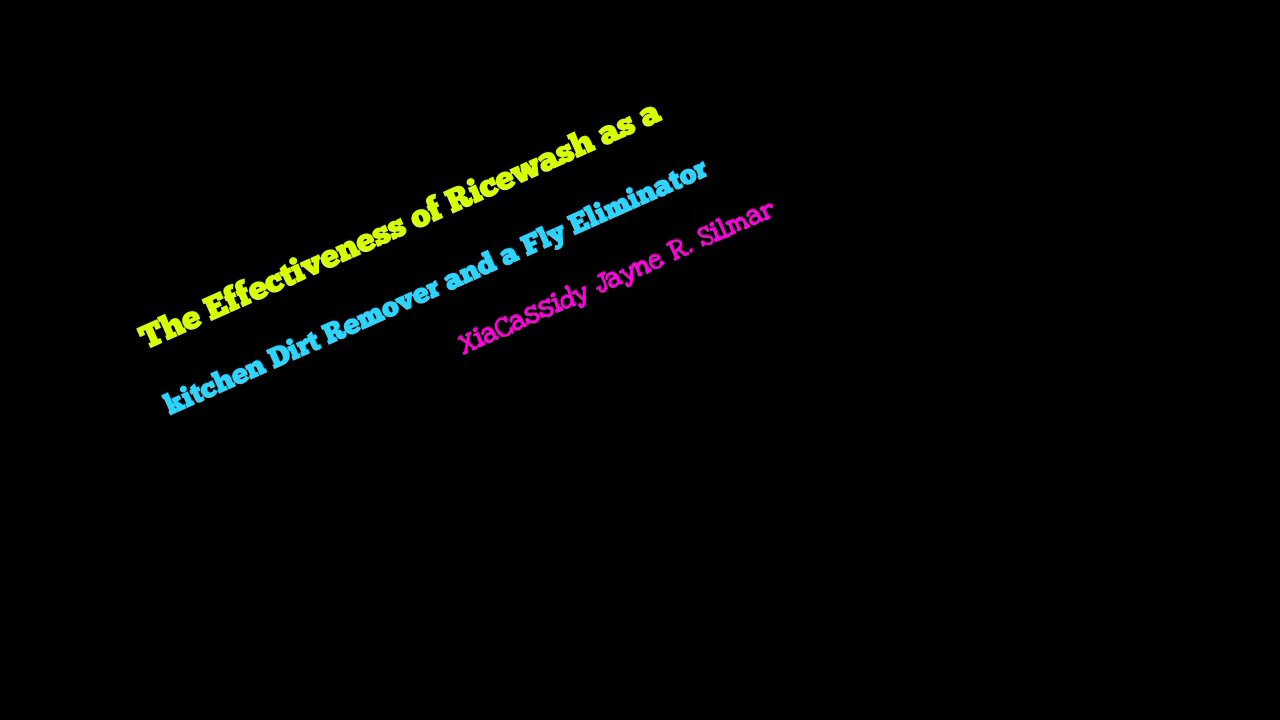 The Effectiveness of Ricewash as a
kitchen Dirt Remover and a Fly Eliminator
XiaCassidy Jayne R. Silmar